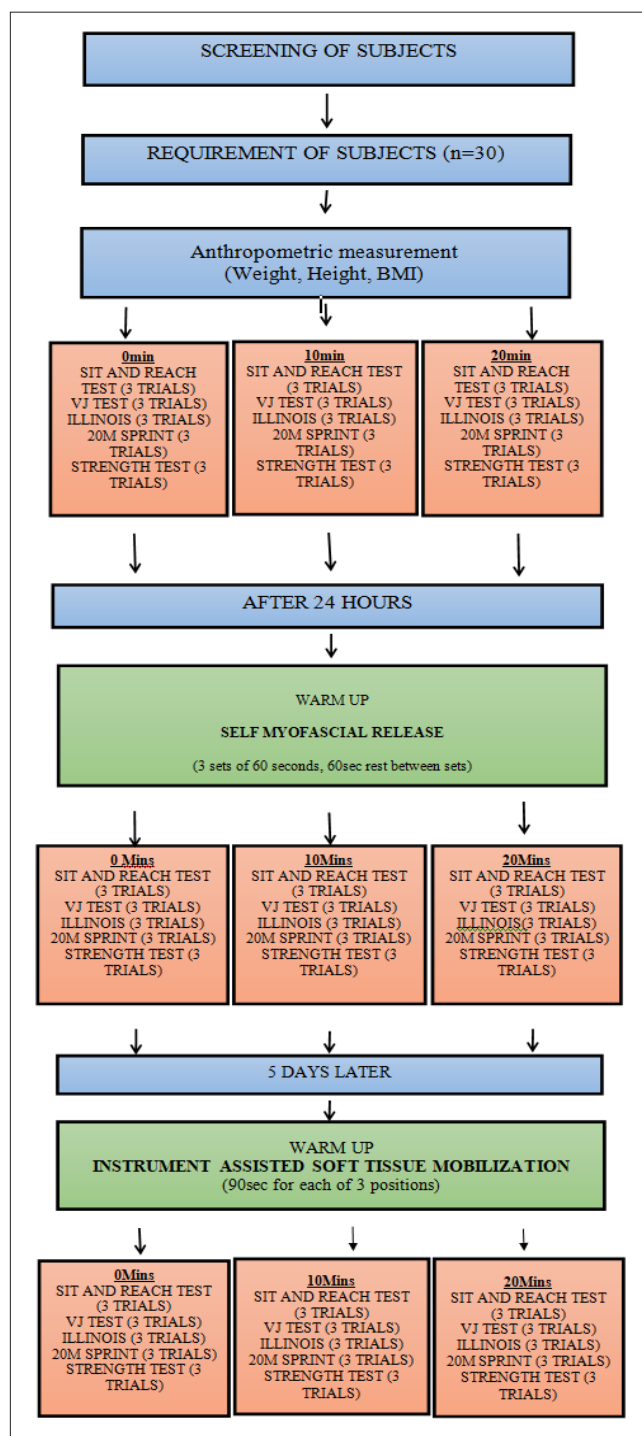 SCREENING OF SUBJECTS
REQUIREMENT OF SUBJECTS (n=30)
Anthropometric measurement
(Weight, Height, BMI)
0min
SIT AND REACH
TEST (3 TRIALS)
VJ TEST (3 TRIALS)
ILLINOIS (3 TRIALS)
20M SPRINT (3
TRIALS)
STRENGTH TEST (3
TRIALS)
10min
SIT AND REACH TEST
(3 TRIALS)
VJ TEST (3 TRIALS)
ILLINOIS (3 TRIALS)
20M SPRINT (3
TRIALS)
STRENGTH TEST (3
TRIALS)
20min
SIT AND REACH
TEST (3 TRIALS)
VJ TEST (3 TRIALS)
ILLINOIS (3 TRIALS)
20M SPRINT (3
TRIALS)
STRENGTH TEST (3
TRIALS)
AFTER 24 HOURS
WARM UP
SELF MYOFASCIAL RELEASE
(3 sets of 60 seconds, 60sec rest between sets)
0 Mins
SIT AND REACH TEST
(3 TRIALS)
VJ TEST (3 TRIALS)
ILLINOIS (3 TRIALS)
20M SPRINT (3 TRIALS)
STRENGTH TEST (3
TRIALS)
10Mins
SIT AND REACH TEST
(3 TRIALS)
VJ TEST (3 TRIALS)
ILLINOIS (3 TRIALS)
20M SPRINT (3 TRIALS)
STRENGTH TEST (3
TRIALS)
20Mins
SIT AND REACH TEST
(3 TRIALS)
VJ TEST (3 TRIALS)
ILLINOIS(3 TRIALS)
20M SPRINT (3 TRIALS)
STRENGTH TEST (3
TRIALS)
5 DAYS LATER
WARM UP
INSTRUMENT ASSISTED SOFT TISSUE MOBILIZATION
(90sec for each of 3 positions)
0Mins
SIT AND REACH TEST
(3 TRIALS)
VJ TEST (3 TRIALS)
ILLINOIS (3 TRIALS)
20M SPRINT (3 TRIALS)
STRENGTH TEST (3
TRIALS)
10Mins
SIT AND REACH TEST
(3 TRIALS)
VJ TEST (3 TRIALS)
ILLINOIS (3 TRIALS)
20M SPRINT (3 TRIALS)
STRENGTH TEST (3
TRIALS)
20Mins
SIT AND REACH TEST
(3 TRIALS)
VJ TEST (3 TRIALS)
ILLINOIS (3 TRIALS)
20M SPRINT (3 TRIALS)
STRENGTH TEST (3
TRIALS)